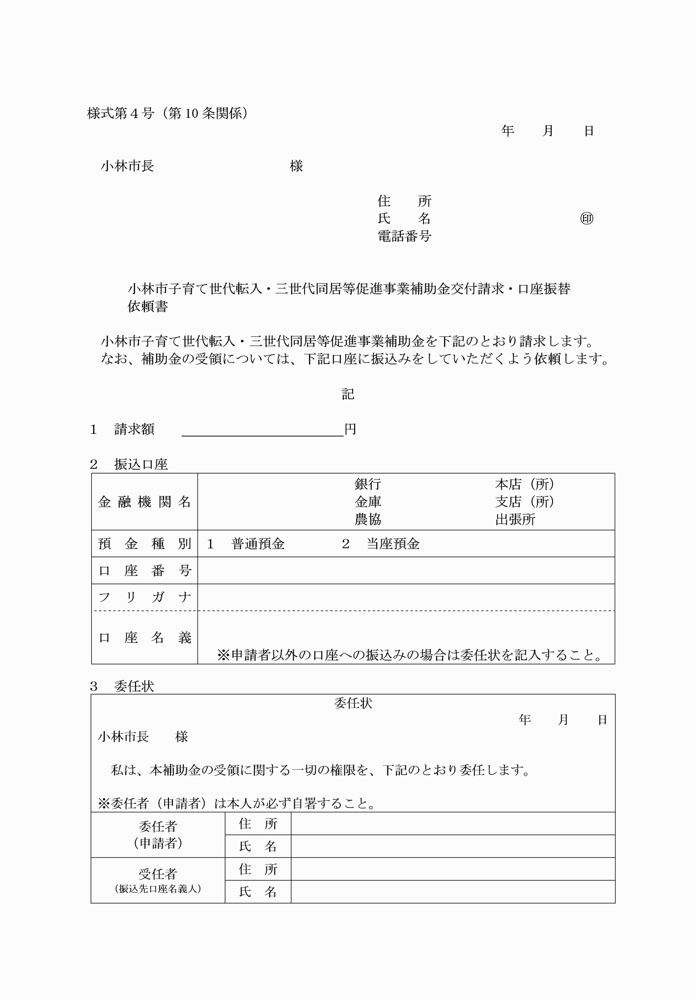 様式第４号（第 10 条関係）
年　　月　　日
小林市長　　　　　　　　　　様
住　　所
氏　　名　　　　　　　　　　　㊞
電話番号
小林市子育て世代転入・三世代同居等促進事業補助金交付請求・口座振替
依頼書
小林市子育て世代転入・三世代同居等促進事業補助金を下記のとおり請求します。
なお、補助金の受領については、下記口座に振込みをしていただくよう依頼します。
記
１　請求額　　＿＿＿＿＿＿＿＿＿＿＿＿円
２　振込口座
金融機関名
銀行　　　　　　　　本店（所）
金庫　　　　　　　　支店（所）
農協　　　　　　　　出張所
預金種別　１　普通預金　　　　２　当座預金
口座番号
フリガナ
口座名義
※申請者以外の口座への振込みの場合は委任状を記入すること。
３　委任状
委任状
年　　月　　日
小林市長　　様
私は、本補助金の受領に関する一切の権限を、下記のとおり委任します。
※委任者（申請者）は本人が必ず自署すること。
委任者
（申請者）
住　所
氏　名
受任者
（振込先口座名義人）
住　所
氏　名